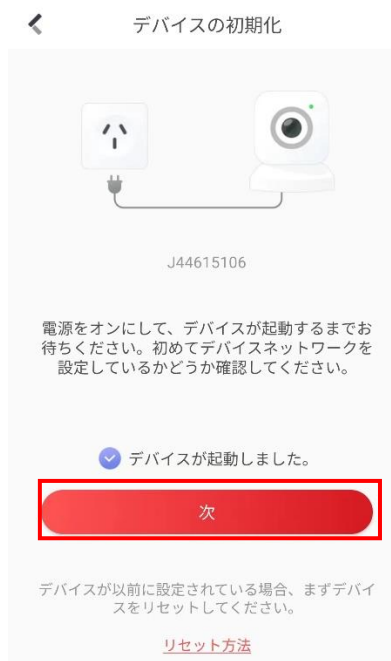 デバイスの初期化
J44615106
電源をオンにして、デバイスが起動するまでお
待ちください。初めてデバイスネットワークを
設定しているかどうか確認してください。
デバイスが起動しました。
次
デバイスが以前に設定されている場合、まずデバイ
スをリセットしてください。
リセット方法